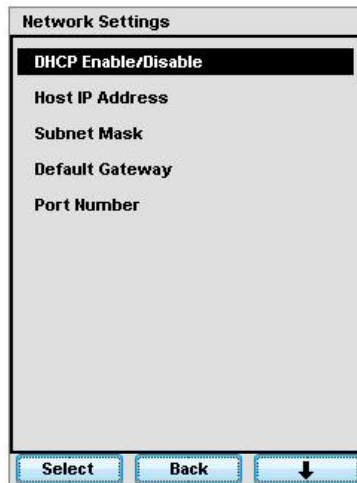 Network Settings
DHCP Enable/Disable
Host IP Address
Subnet Mask
Default Gateway
Port Number
Select Back ↓